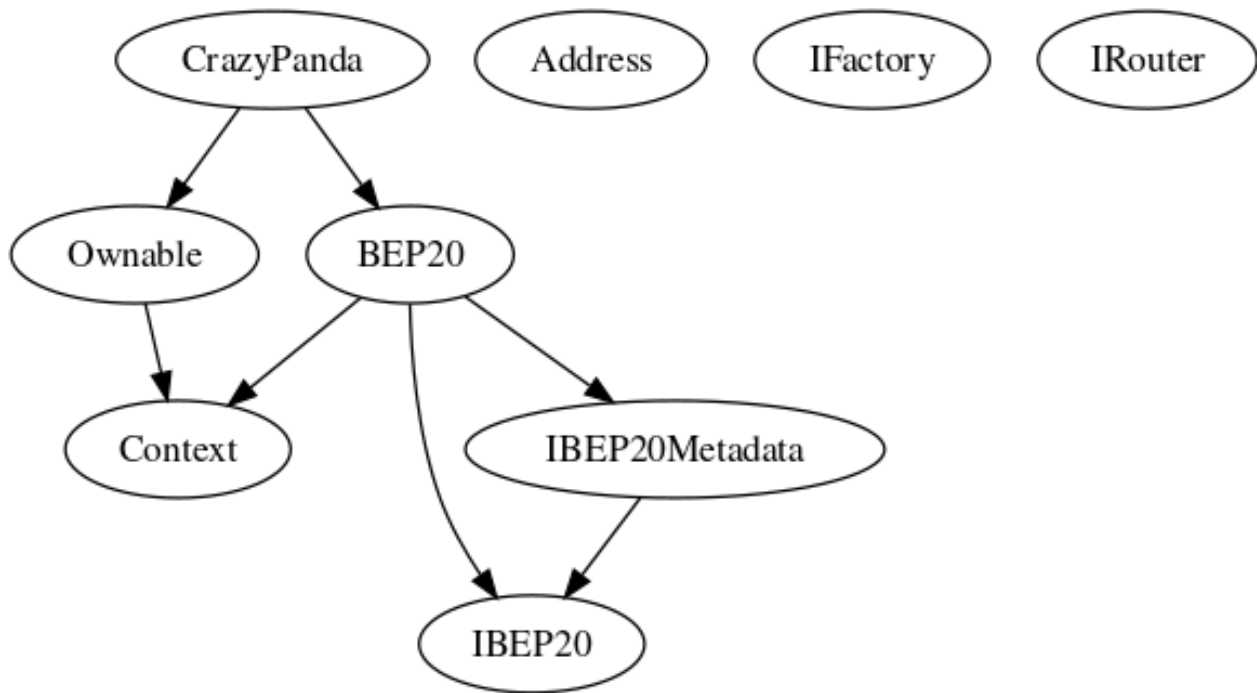 CrazyPanda
Address
IFactory
IRouter
Ownable
BEP20
Context
IBEP20Metadata
IBEP20